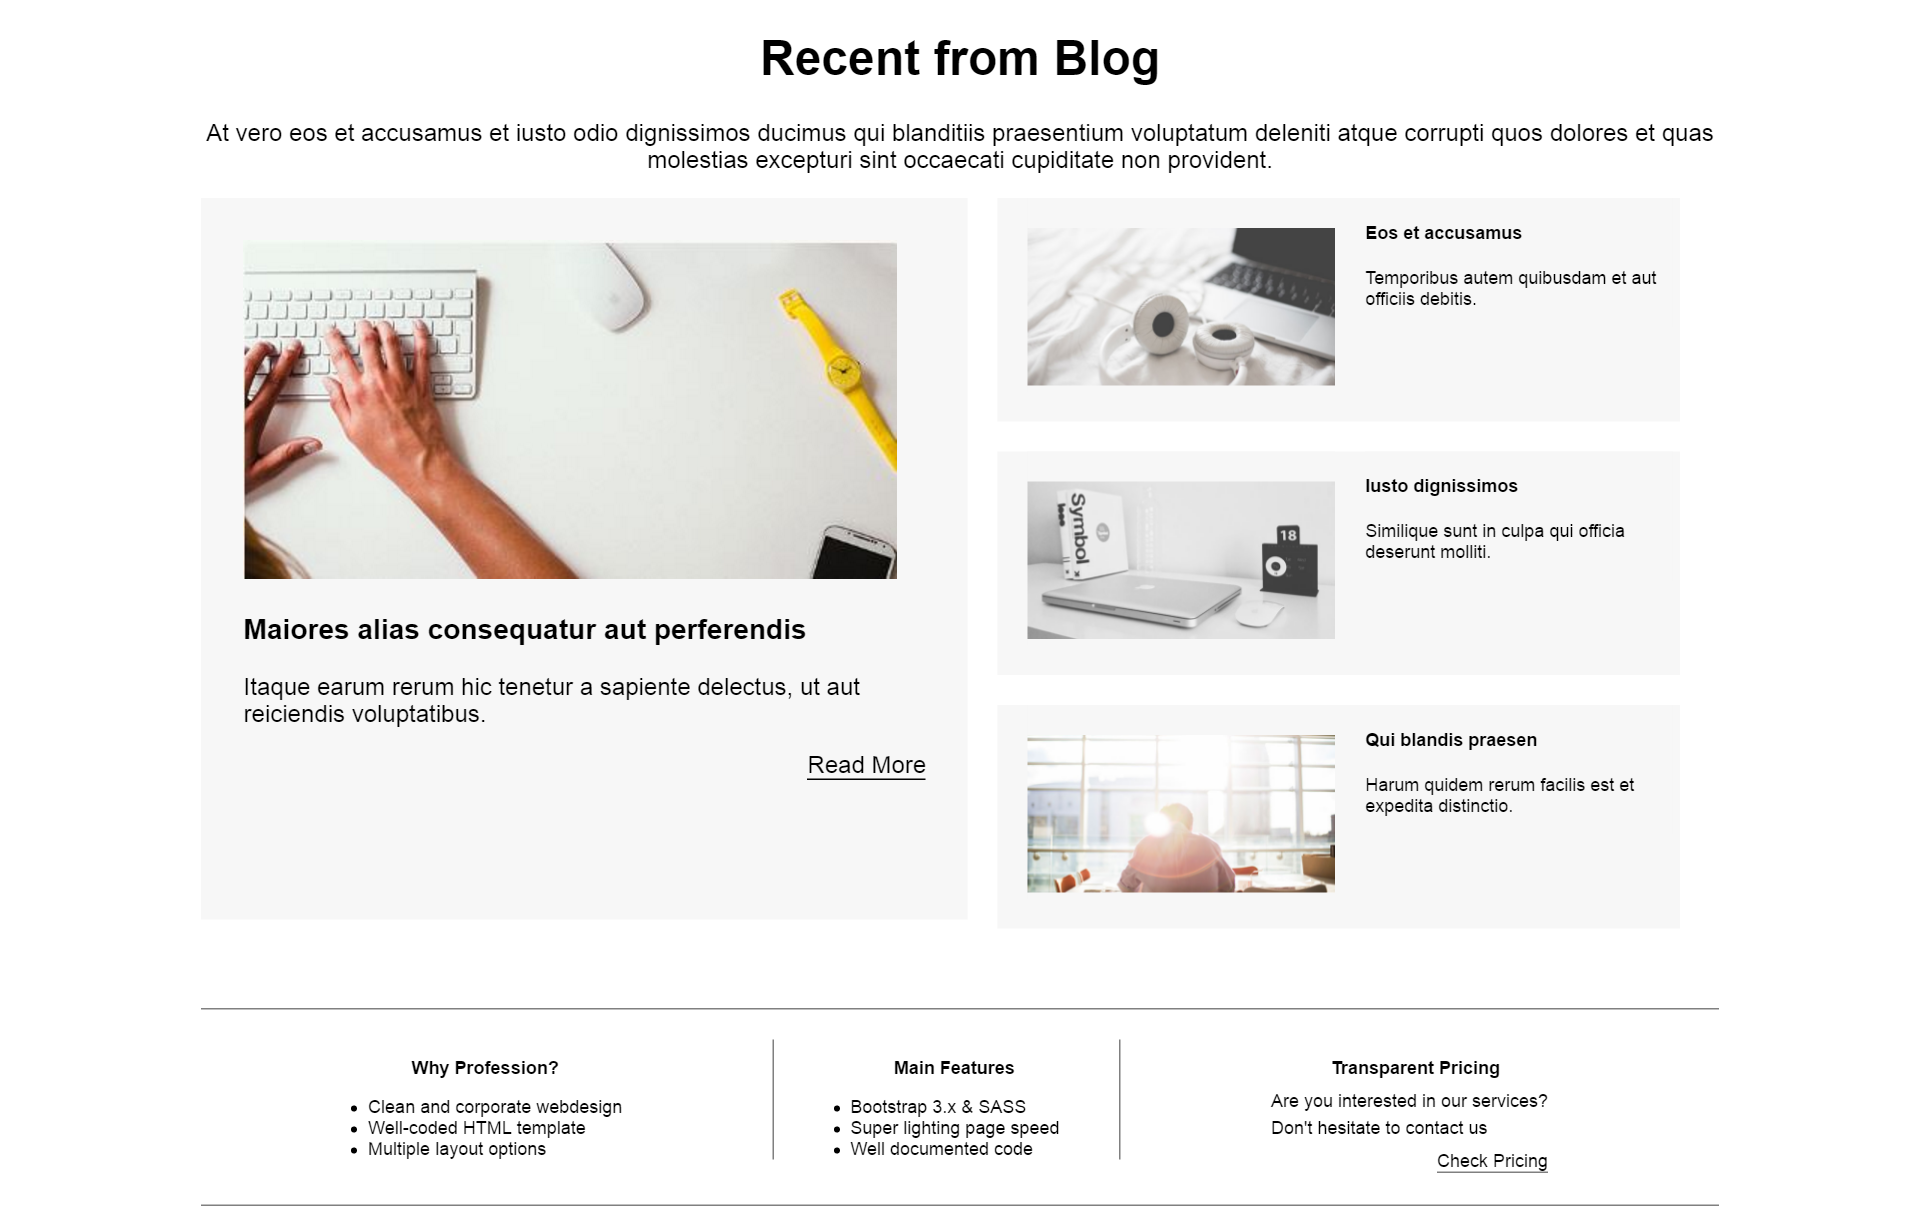 Recent from Blog
At vero eos et accusamus et iusto odio dignissimos ducimus qui blanditiis praesentium voluptatum deleniti atque corrupti quos dolores et quas
molestias excepturi sint occaecati cupiditate non provident.
Maiores alias consequatur aut perferendis
Itaque earum rerum hic tenetur a sapiente delectus, ut aut
reiciendis voluptatibus.
Read More
Eos et accusamus
Temporibus autem quibusdam et aut
officiis debitis.
Symbol
18
Iusto dignissimos
Similique sunt in culpa qui officia
deserunt molliti.
Qui blandis praesen
Harum quidem rerum facilis est et
expedita distinctio.
Why Profession?
Clean and corporate webdesign
Well-coded HTML template
Multiple layout options
Main Features
Bootstrap 3.x & SASS
Super lighting page speed
Well documented code
Transparent Pricing
Are you interested in our services?
Don't hesitate to contact us
Check Pricing